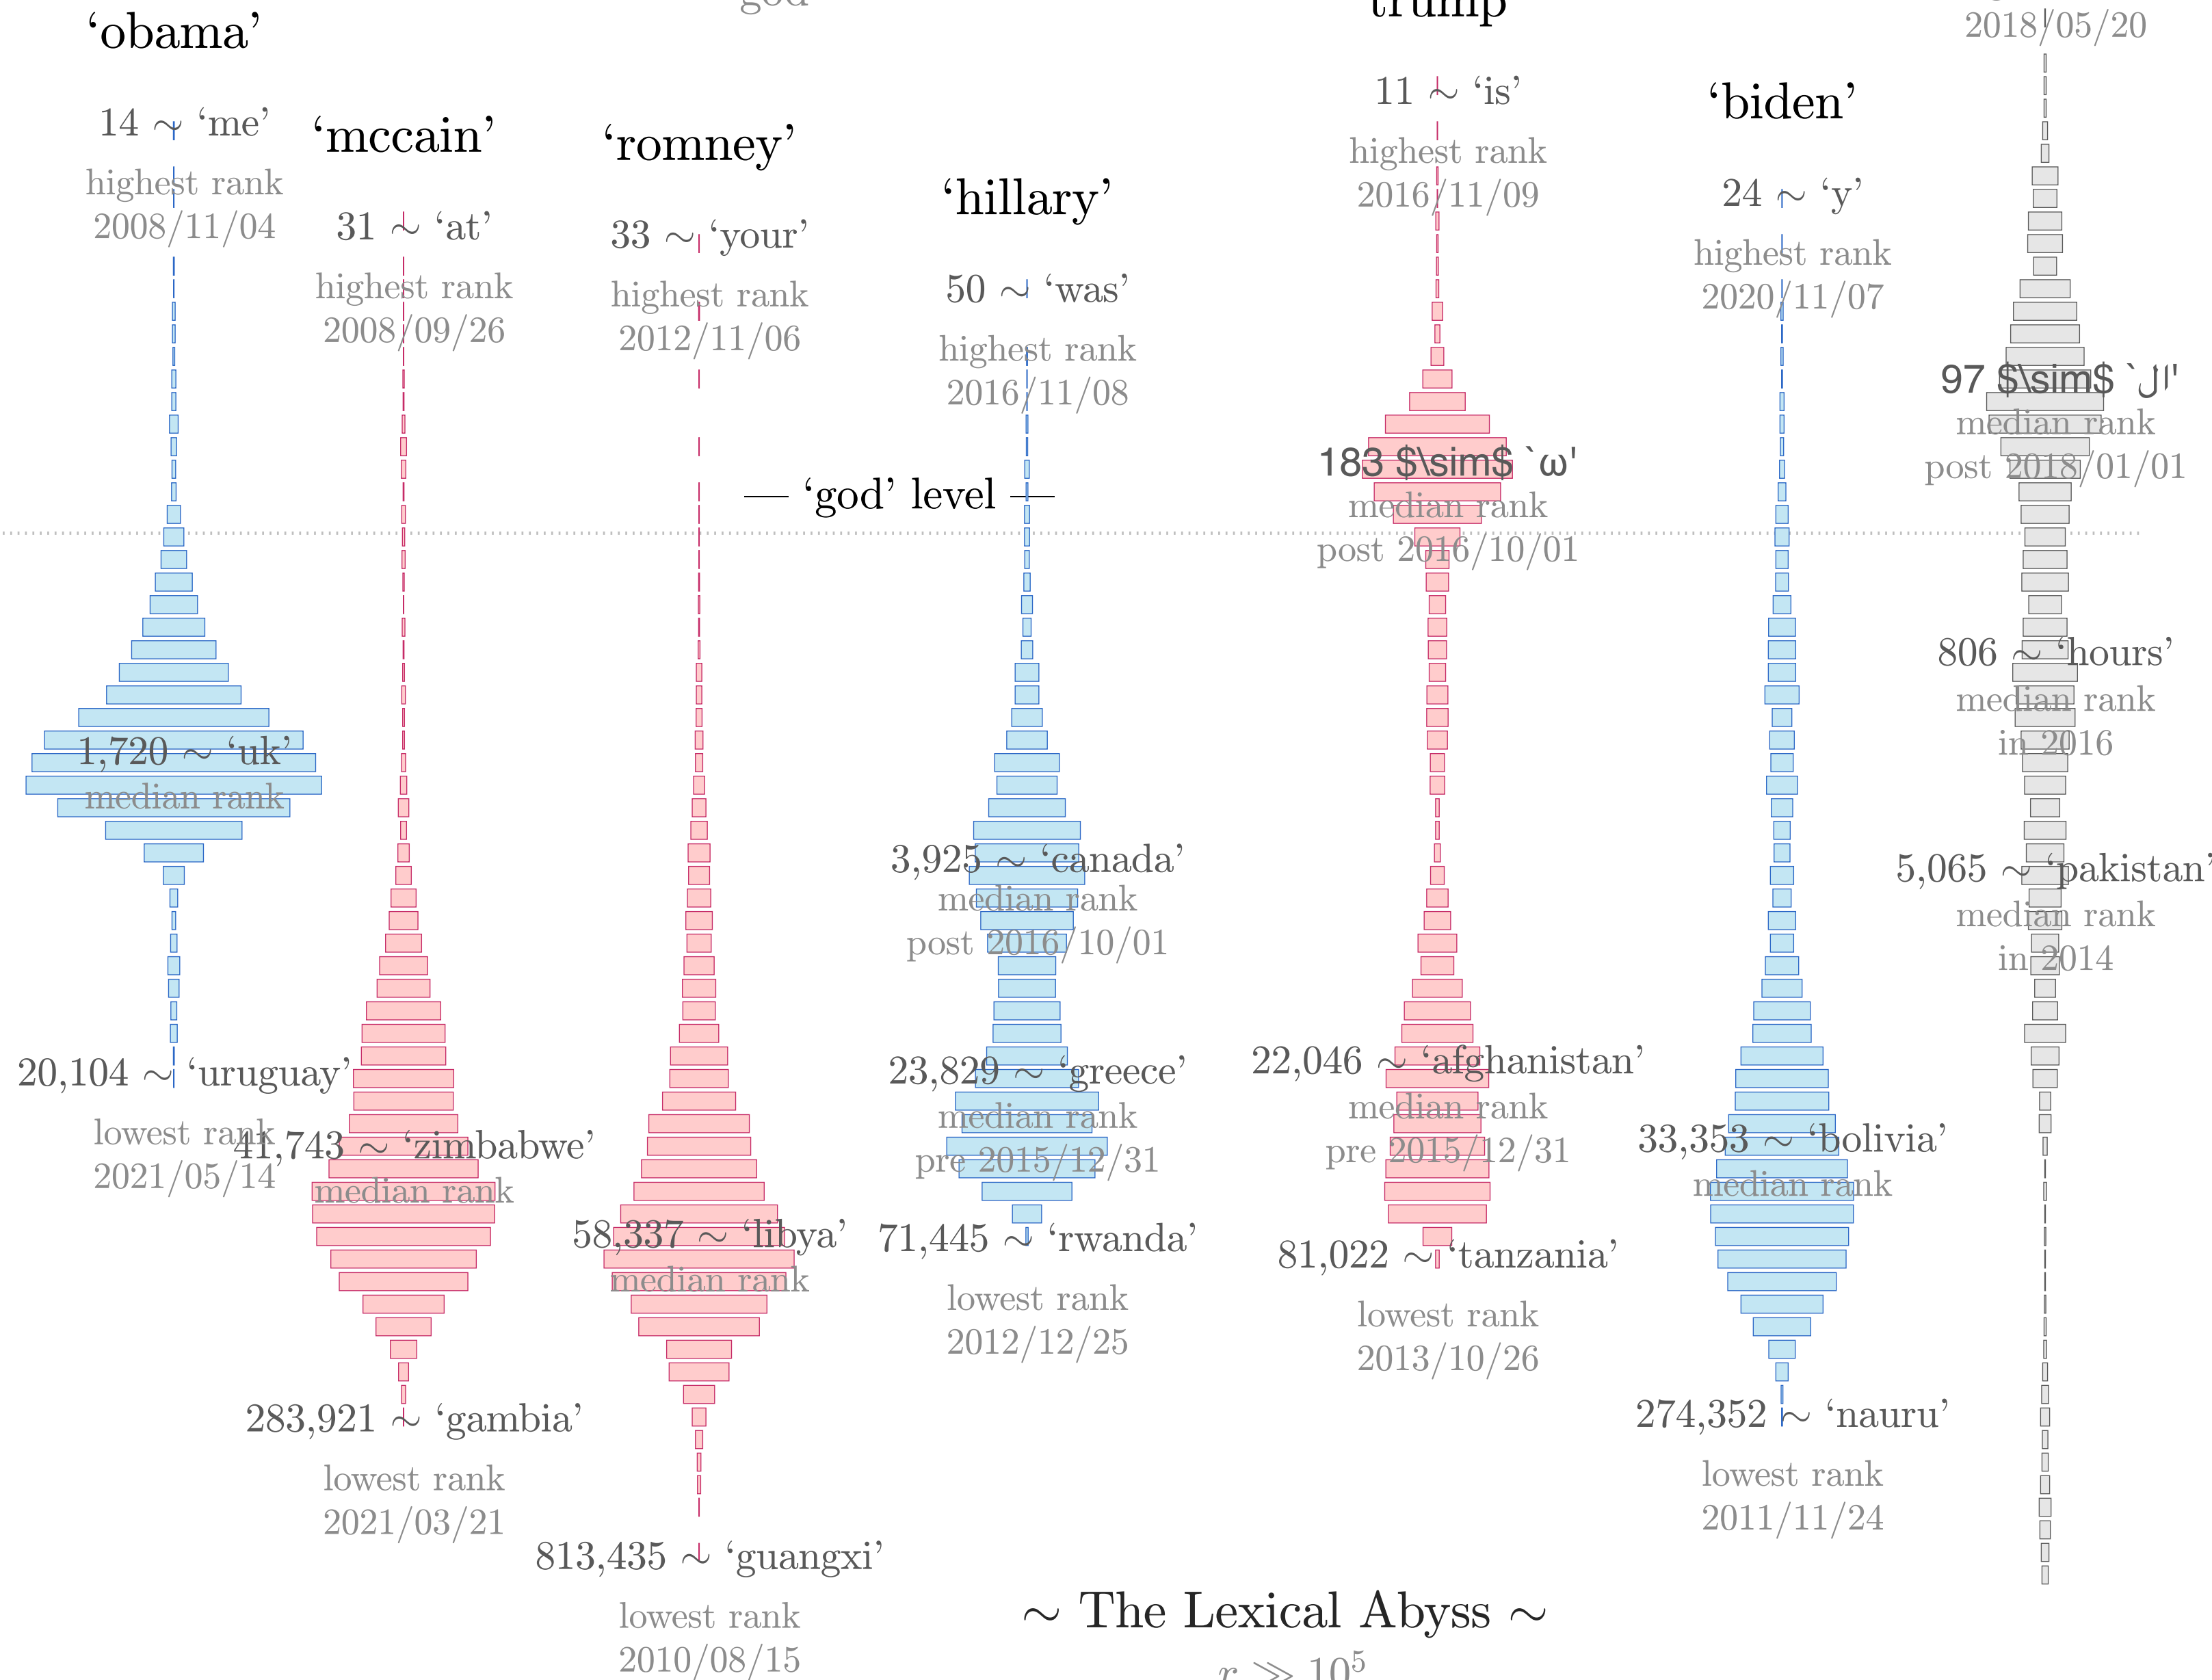 god
trump
2018/05/20
‘obama’
14 ∼ ‘me’
highest rank
2008/11/04
‘mccain’
31 ∼ ‘at’
highest rank
2008/09/26
‘romney’
33 ∼ ‘your’
highest rank
2012/11/06
‘hillary’
50 ∼ ‘was’
highest rank
2016/11/08
11 ∼ ‘is’
highest rank
2016/11/09
‘biden’
24 ∼ ‘y’
highest rank
2020/11/07
— ‘god’ level —
183 $\sim$ `ω'
median rank
post 2016/10/01
97 $\sim$ `ال'
median rank
post 2018/01/01
806 ∼ ‘hours’
median rank
in 2016
1,720 ∼ ‘uk’
median rank
3,925 ∼ ‘canada’
median rank
post 2016/10/01
5,065 ∼ ‘pakistan’
median rank
in 2014
20,104 ∼ ‘uruguay’
lowest rank
2021/05/14
41,743 ∼ ‘zimbabwe’
median rank
58,337 ∼ ‘libya’
median rank
23,829 ∼ ‘greece’
median rank
pre 2015/12/31
22,046 ∼ ‘afghanistan’
median rank
pre 2015/12/31
33,353 ∼ ‘bolivia’
median rank
71,445 ∼ ‘rwanda’
lowest rank
2012/12/25
81,022 ∼ ‘tanzania’
lowest rank
2013/10/26
283,921 ∼ ‘gambia’
lowest rank
2021/03/21
274,352 ∼ ‘nauru’
lowest rank
2011/11/24
813,435 ∼ ‘guangxi’
lowest rank
2010/08/15
∼ The Lexical Abyss ∼
r ≫ 10⁵